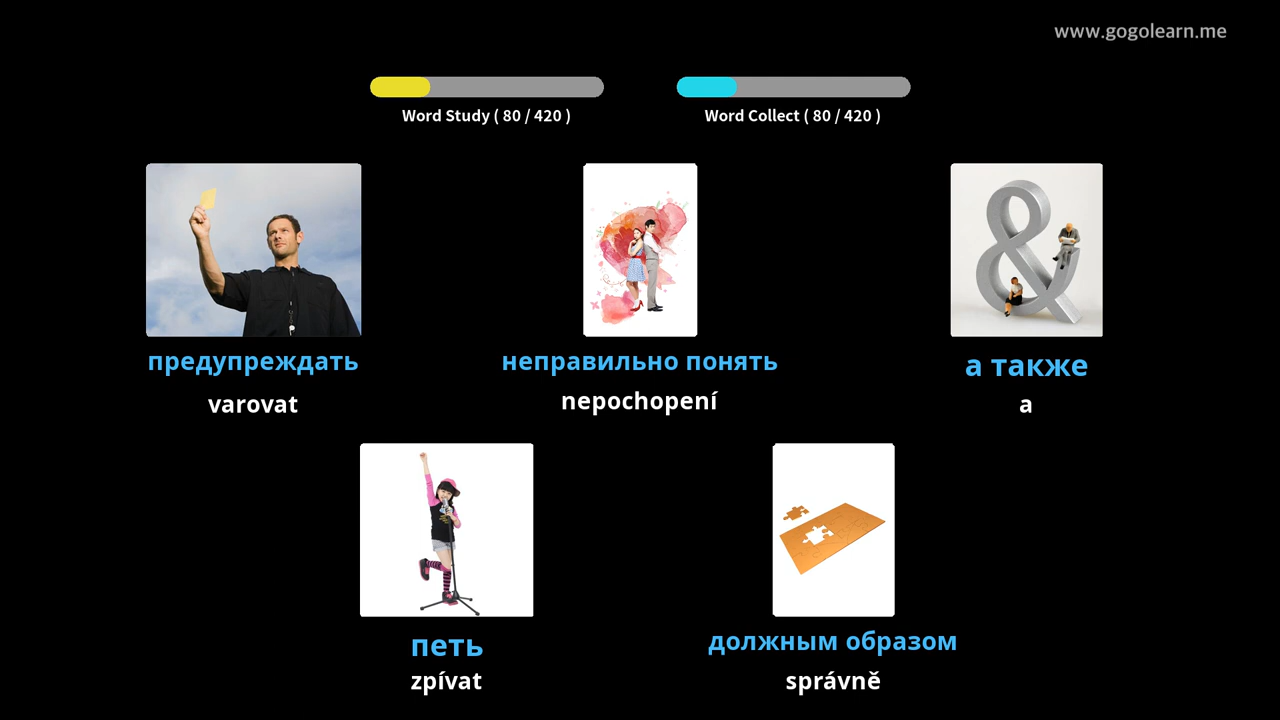 www.gogolearn.me
Word Study ( 80 / 420 )
Word Collect ( 80 / 420 )
предупреждать
varovat
неправильно понять
nepochopení
а также
a
петь
zpívat
должным образом
správně